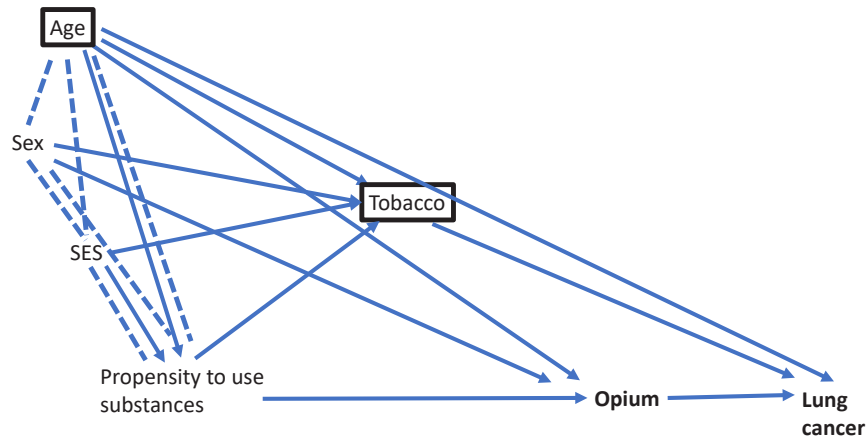 Age
Sex
Tobacco
SES
Propensity to use
substances
Opium
Lung
cancer